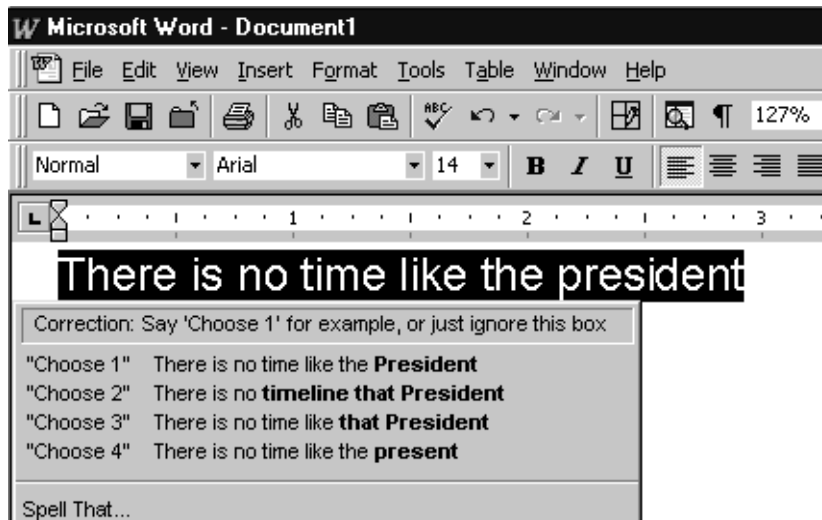 W Microsoft Word - Document1
File Edit View Insert Format Tools Table Window Help
ABC ¶ 127%
Normal Arial 14 B I U
L 1 2 3
There is no time like the president
Correction: Say 'Choose 1' for example, or just ignore this box
"Choose 1" There is no time like the President
"Choose 2" There is no timeline that President
"Choose 3" There is no time like that President
"Choose 4" There is no time like the present
Spell That...